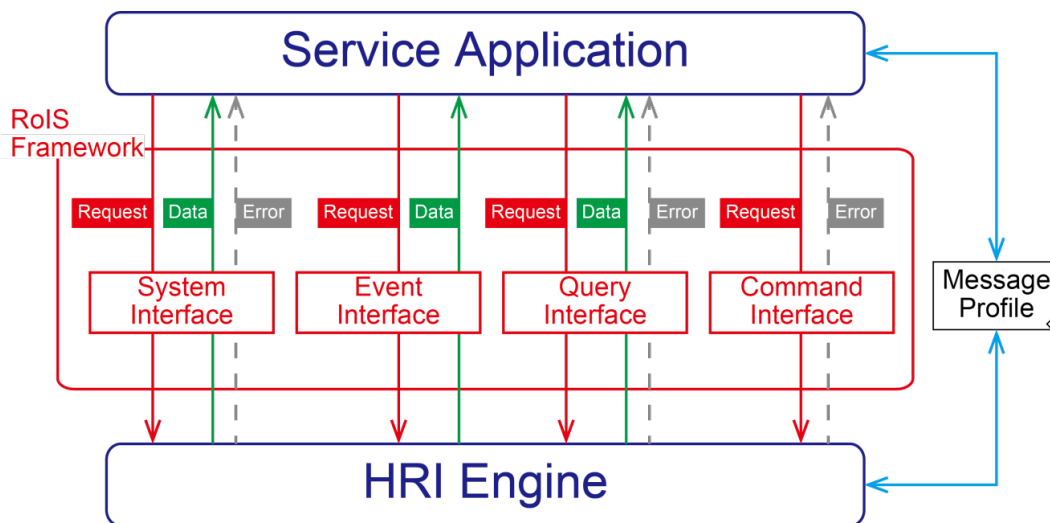 Service Application
RoIS
Framework
Request Data Error Request Data Request Data Error Request Error
System
Interface
Event
Interface
Query
Interface
Command
Interface
Message
Profile
HRI Engine